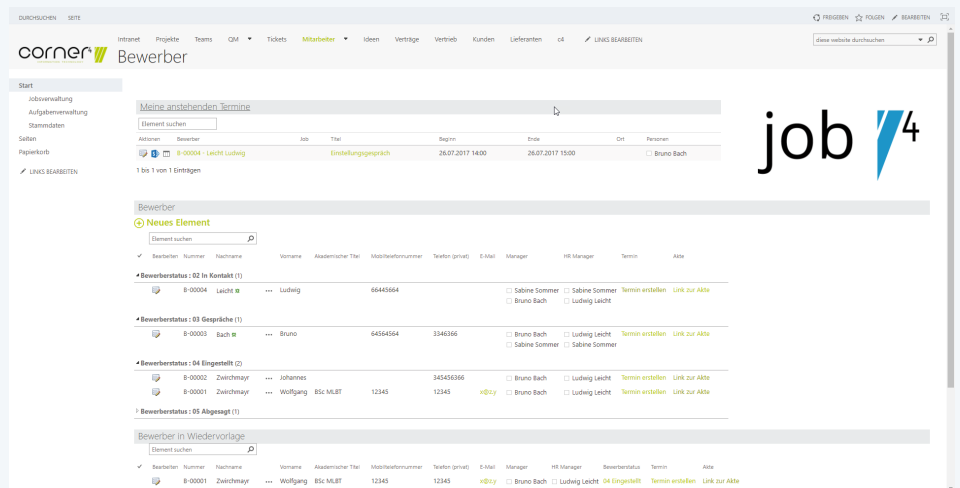 DURCHSUCHEN SEITE
FREIGEBEN FOLGEN BEARBEITEN
corner4
Intranet Projekte Teams QM Tickets Mitarbeiter Ideen Verträge Vertrieb Kunden Lieferanten c4 LINKS BEARBEITEN
diese website durchsuchen
Bewerber
Start
Jobsverwaltung
Aufgabenverwaltung
Stammdaten
Seiten
Papierkorb
LINKS BEARBEITEN
Meine anstehenden Termine
Element suchen
Aktionen Bewerber Job Titel Beginn Ende Ort Personen
B-00004 - Leicht Ludwig Einstellungsgespräch 26.07.2017 14:00 26.07.2017 15:00 Bruno Bach
1 bis 1 von 1 Einträgen
job 4
Bewerber
Neues Element
Element suchen
Bearbeiten Nummer Nachname Vorname Akademischer Titel Mobiltelefonnummer Telefon (privat) E-Mail Manager HR Manager Termin Akte
Bewerberstatus : 02 In Kontakt (1)
B-00004 Leicht ... Ludwig 66445664 Sabine Sommer Sabine Sommer Termin erstellen Link zur Akte
Bruno Bach Ludwig Leicht
Bewerberstatus : 03 Gespräche (1)
B-00003 Bach ... Bruno 64564564 3346366 Bruno Bach Ludwig Leicht Termin erstellen Link zur Akte
Sabine Sommer Sabine Sommer
Bewerberstatus : 04 Eingestellt (2)
B-00002 Zwirchmayr ... Johannes 345456366 Bruno Bach Ludwig Leicht Termin erstellen Link zur Akte
B-00001 Zwirchmayr ... Wolfgang BSc MLBT 12345 12345 x@z.y Bruno Bach Ludwig Leicht Termin erstellen Link zur Akte
Bewerberstatus : 05 Abgesagt (1)
Bewerber in Wiedervorlage
Element suchen
Bearbeiten Nummer Nachname Vorname Akademischer Titel Mobiltelefonnummer Telefon (privat) E-Mail Manager HR Manager Bewerberstatus Termin Akte
B-00001 Zwirchmayr ... Wolfgang BSc MLBT 12345 12345 x@z.y Bruno Bach Ludwig Leicht 04 Eingestellt Termin erstellen Link zur Akte